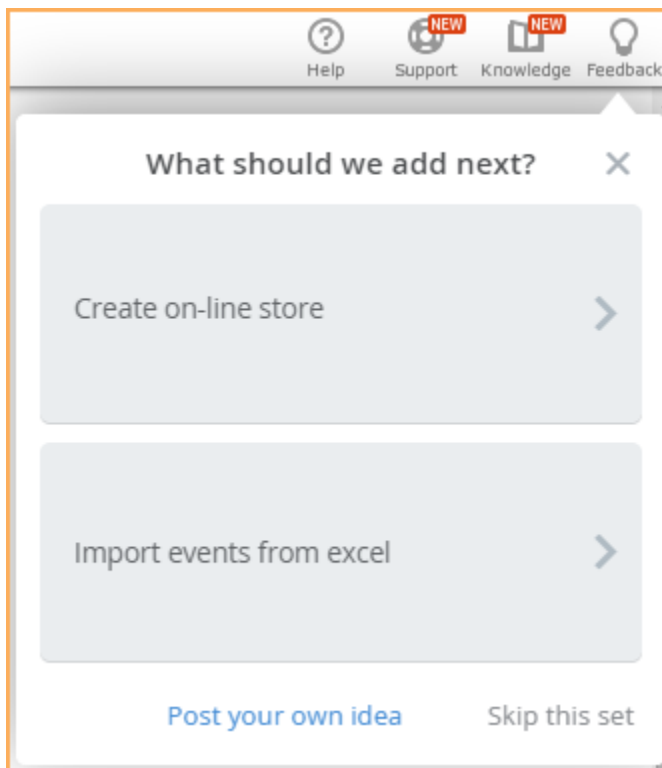 NEW NEW
Help Support Knowledge Feedback
What should we add next?
Create on-line store
Import events from excel
Post your own idea Skip this set